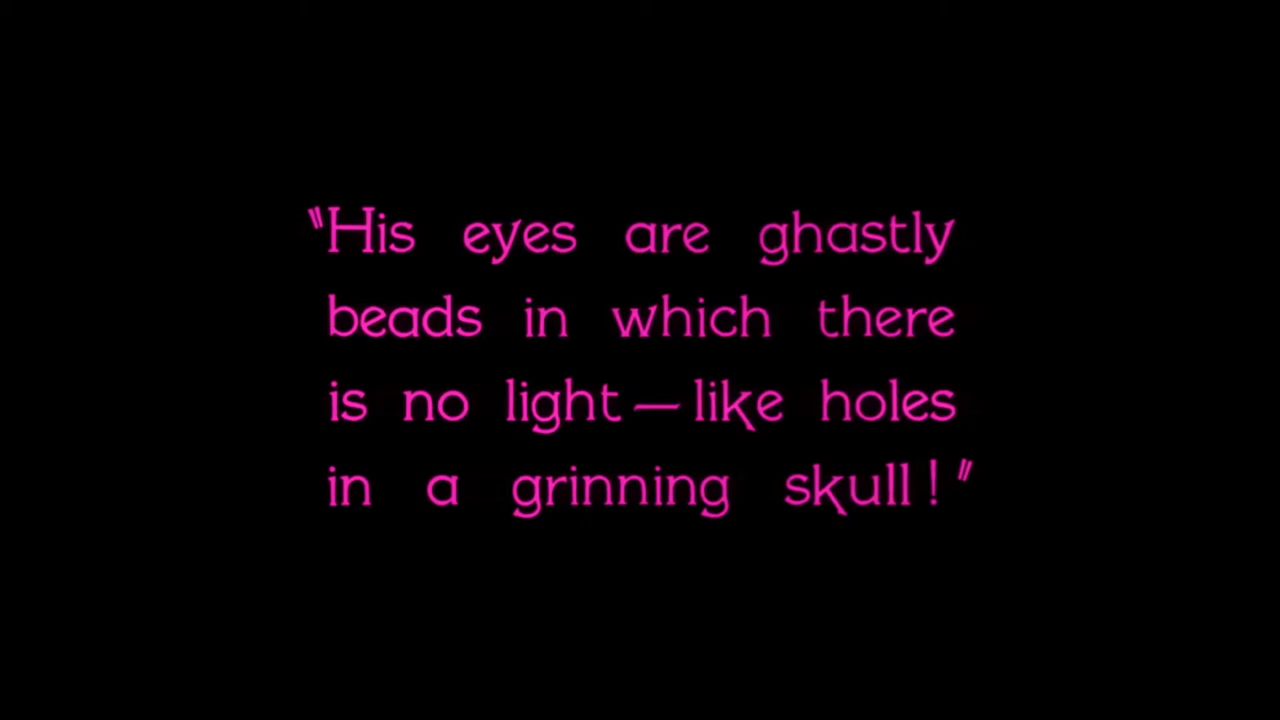 "His eyes are ghastly
beads in which there
is no light — like holes
in a grinning skull!"